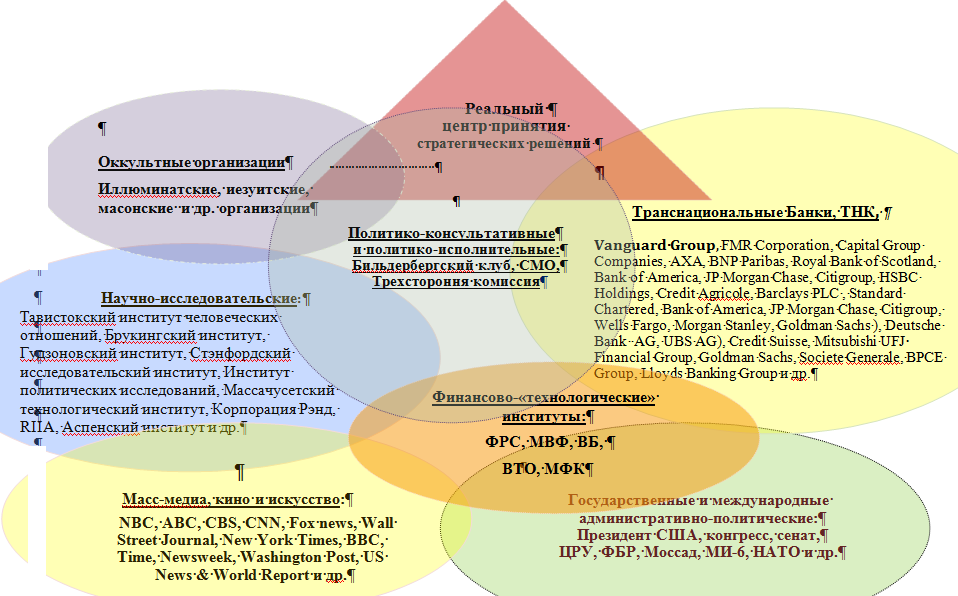 Реальный
центр принятия
стратегических решений
Оккультные организации
Иллюминатские, иезуитские,
масонские и др. организации
Политико-консультативные
и политико-исполнительные:
Бильдербергский клуб, СМО,
Трехстороння комиссия
Транснациональные Банки, ТНК,
Vanguard Group, FMR Corporation, Capital Group
Companies, AXA, BNP Paribas, Royal Bank of Scotland,
Bank of America, JP Morgan Chase, Citigroup, HSBC
Holdings, Credit Agricole, Barclays PLC , Standard
Chartered, Bank of America, JP Morgan Chase, Citigroup,
Wells Fargo, Morgan Stanley, Goldman Sachs ), Deutsche
Bank AG, UBS AG), Credit Suisse, Mitsubishi UFJ
Financial Group, Goldman Sachs, Societe Generale, BPCE
Group, Lloyds Banking Group и др.
Научно-исследовательские:
Тавистокский институт человеческих
отношений, Брукингский институт,
Гудзоновский институт, Стэнфордский
исследовательский институт, Институт
политических исследований, Массачусетский
технологический институт, Корпорация Рэнд,
RIIA, Аспенский институт и др.
Финансово-«технологические»
институты:
ФРС, МВФ, ВБ,
ВТО, МФК
Масс-медиа, кино и искусство:
NBC, ABC, CBS, CNN, Fox news, Wall
Street Journal, New York Times, BBC,
Time, Newsweek, Washington Post, US
News & World Report и др.
Государственные и международные
административно-политические:
Президент США, конгресс, сенат,
ЦРУ, ФБР, Моссад, МИ-6, НАТО и др.